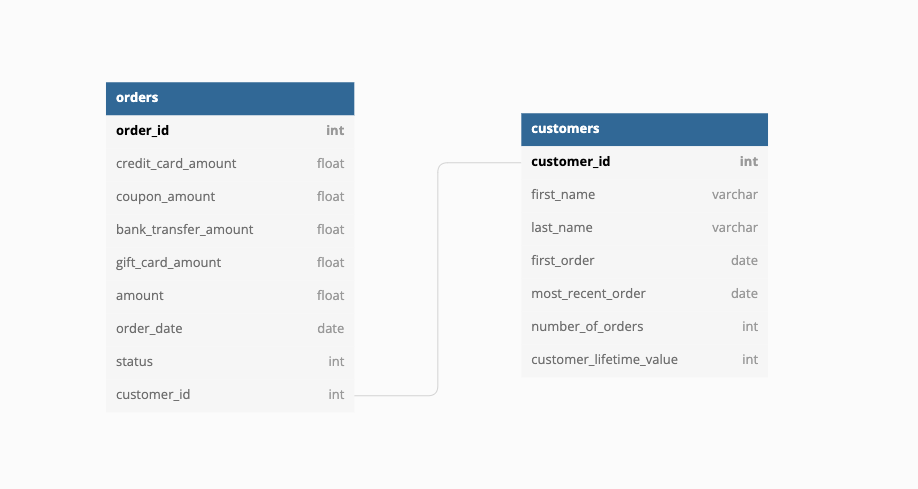 orders
order_id int
credit_card_amount float
coupon_amount float
bank_transfer_amount float
gift_card_amount float
amount float
order_date date
status int
customer_id int
customers
customer_id int
first_name varchar
last_name varchar
first_order date
most_recent_order date
number_of_orders int
customer_lifetime_value int